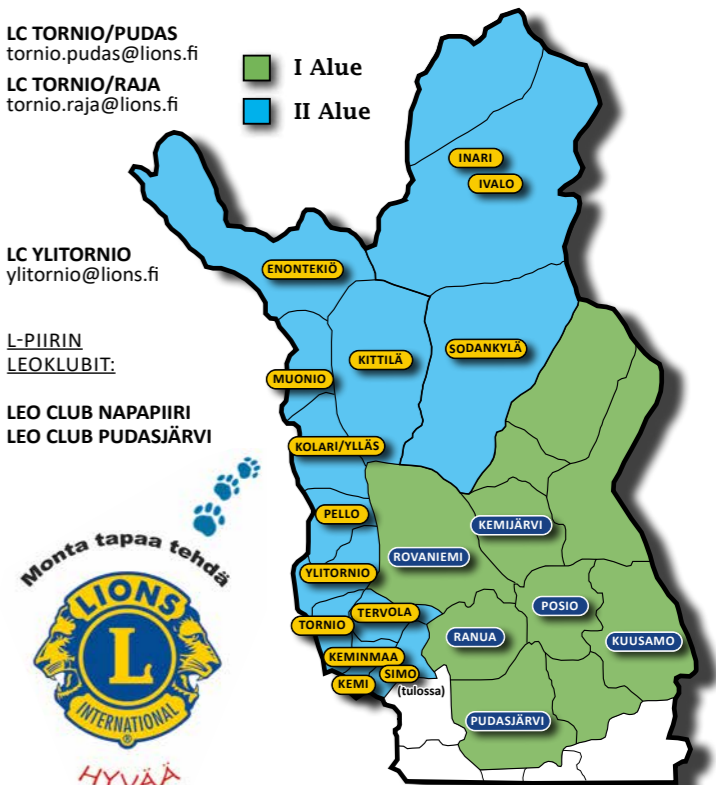 LC TORNIO/PUDAS
tornio.pudas@lions.fi
LC TORNIO/RAJA
tornio.raja@lions.fi
I Alue
II Alue
LC YLITORNIO
ylitornio@lions.fi
L-PIIRIN
LEOKLUBIT:
LEO CLUB NAPAPIIRI
LEO CLUB PUDASJÄRVI
INARI
IVALO
ENONTEKIÖ
KITTILÄ
SODANKYLÄ
MUONIO
KOLARI/YLLÄS
PELLO
KEMIJÄRVI
ROVANIEMI
YLITORNIO
POSIO
TERVOLA
TORNIO
RANUA
KUUSAMO
KEMINMAA
SIMO
KEMI
(tulossa)
PUDASJÄRVI
Monta tapaa tehdä
LIONS
L
INTERNATIONAL
®
HYVÄÄ